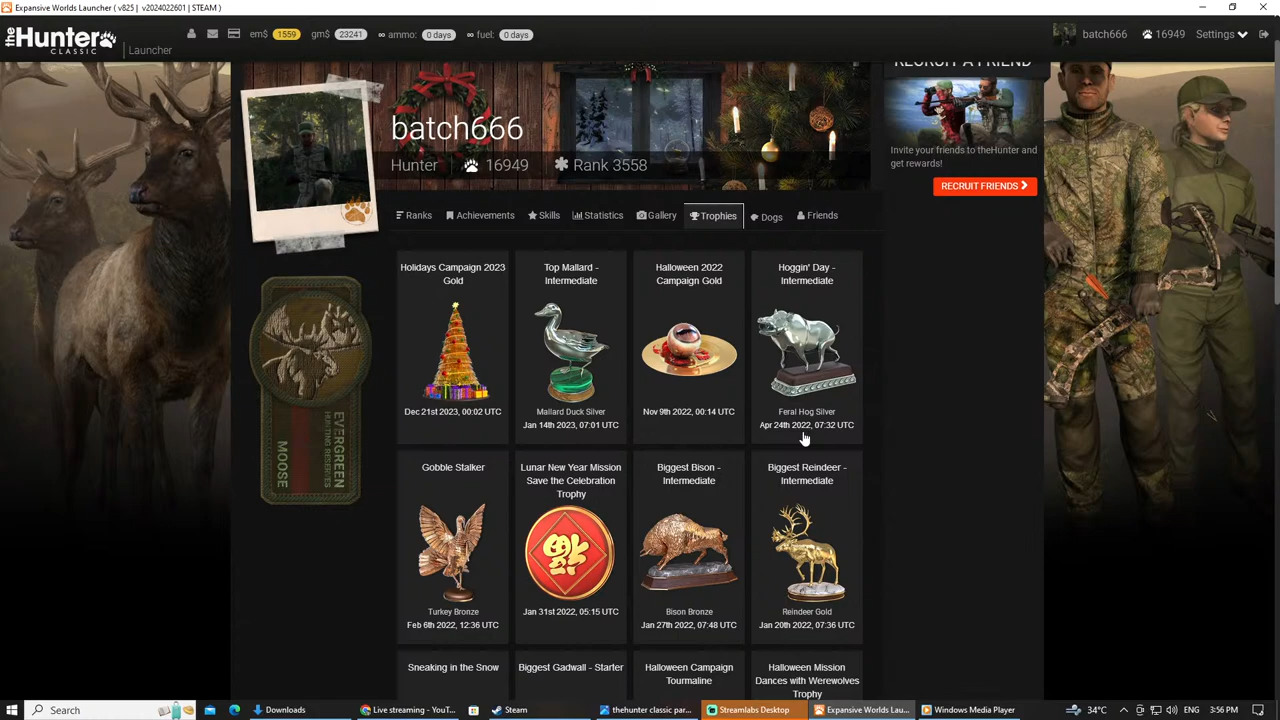 Expansive Worlds Launcher ( v825 | v2024022601 | STEAM )
theHunter
CLASSIC
Launcher
em$ 1559 gm$ 23241 ∞ ammo: 0 days ∞ fuel: 0 days
batch666 16949 Settings
RECRUIT A FRIEND
Invite your friends to theHunter and
get rewards!
RECRUIT FRIENDS
batch666
Hunter 16949 Rank 3558
Ranks Achievements Skills Statistics Gallery Trophies Dogs Friends
EVERGREEN
HUNTING RESERVES
MOOSE
Holidays Campaign 2023
Gold
Dec 21st 2023, 00:02 UTC
Top Mallard -
Intermediate
Mallard Duck Silver
Jan 14th 2023, 07:01 UTC
Halloween 2022
Campaign Gold
Nov 9th 2022, 00:14 UTC
Hoggin' Day -
Intermediate
Feral Hog Silver
Apr 24th 2022, 07:32 UTC
Gobble Stalker
Turkey Bronze
Feb 6th 2022, 12:36 UTC
Lunar New Year Mission
Save the Celebration
Trophy
福
Jan 31st 2022, 05:15 UTC
Biggest Bison -
Intermediate
Bison Bronze
Jan 27th 2022, 07:48 UTC
Biggest Reindeer -
Intermediate
Reindeer Gold
Jan 20th 2022, 07:36 UTC
Sneaking in the Snow
Biggest Gadwall - Starter
Halloween Campaign
Tourmaline
Halloween Mission
Dances with Werewolves
Trophy
Search
Downloads
Live streaming - YouT...
Steam
thehunter classic par...
Streamlabs Desktop
Expansive Worlds Lau...
Windows Media Player
34°C
3:56 PM